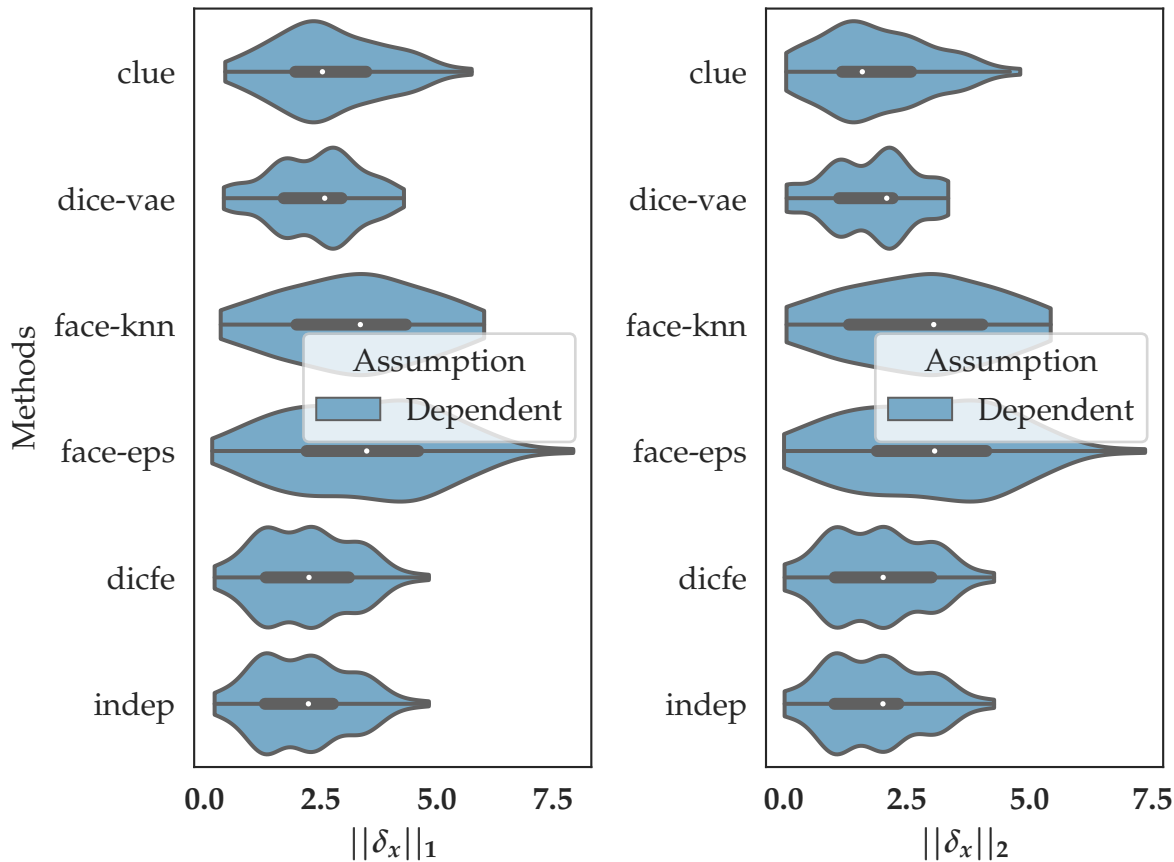 Methods
clue
dice-vae
face-knn
face-eps
dicfe
indep
Assumption
Dependent
0.0 2.5 5.0 7.5
||δₓ||₁
clue
dice-vae
face-knn
face-eps
dicfe
indep
Assumption
Dependent
0.0 2.5 5.0 7.5
||δₓ||₂